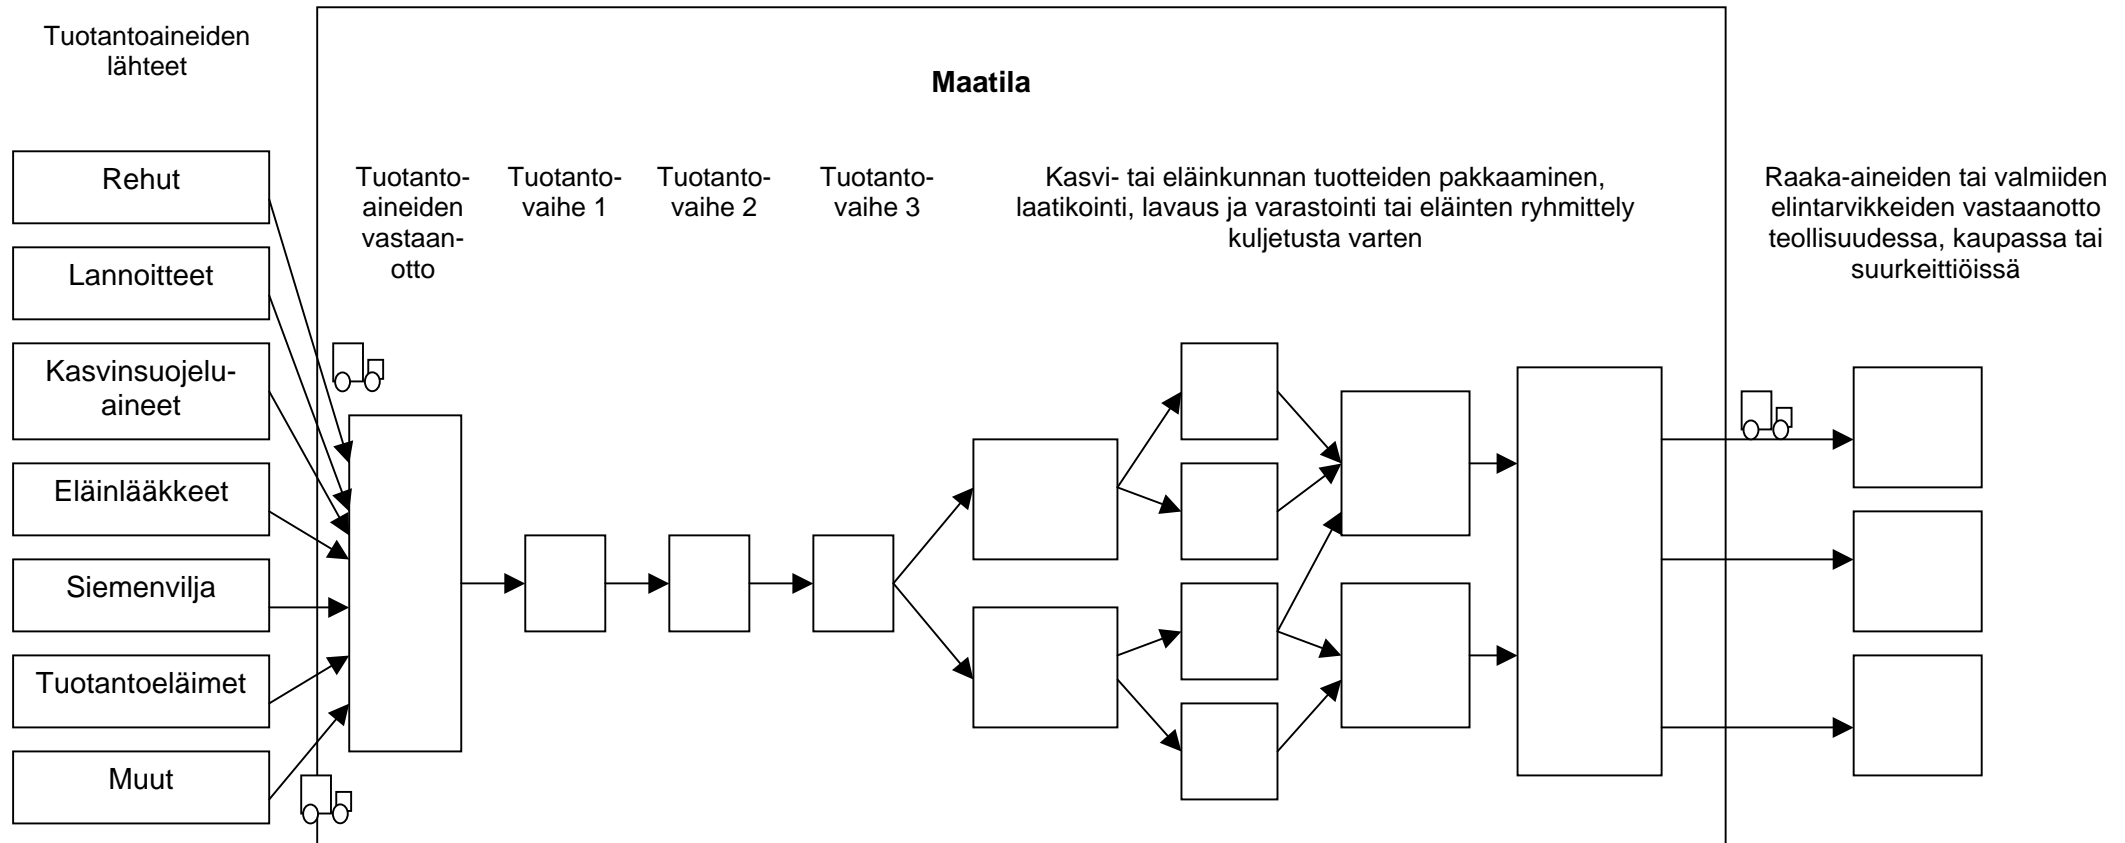 Tuotantoaineiden
lähteet
Maatila
Rehut
Lannoitteet
Kasvinsuojelu-
aineet
Eläinlääkkeet
Siemenvilja
Tuotantoeläimet
Muut
Tuotanto-
aineiden
vastaan-
otto
Tuotanto-
vaihe 1
Tuotanto-
vaihe 2
Tuotanto-
vaihe 3
Kasvi- tai eläinkunnan tuotteiden pakkaaminen,
laatikointi, lavaus ja varastointi tai eläinten ryhmittely
kuljetusta varten
Raaka-aineiden tai valmiiden
elintarvikkeiden vastaanotto
teollisuudessa, kaupassa tai
suurkeittiöissä